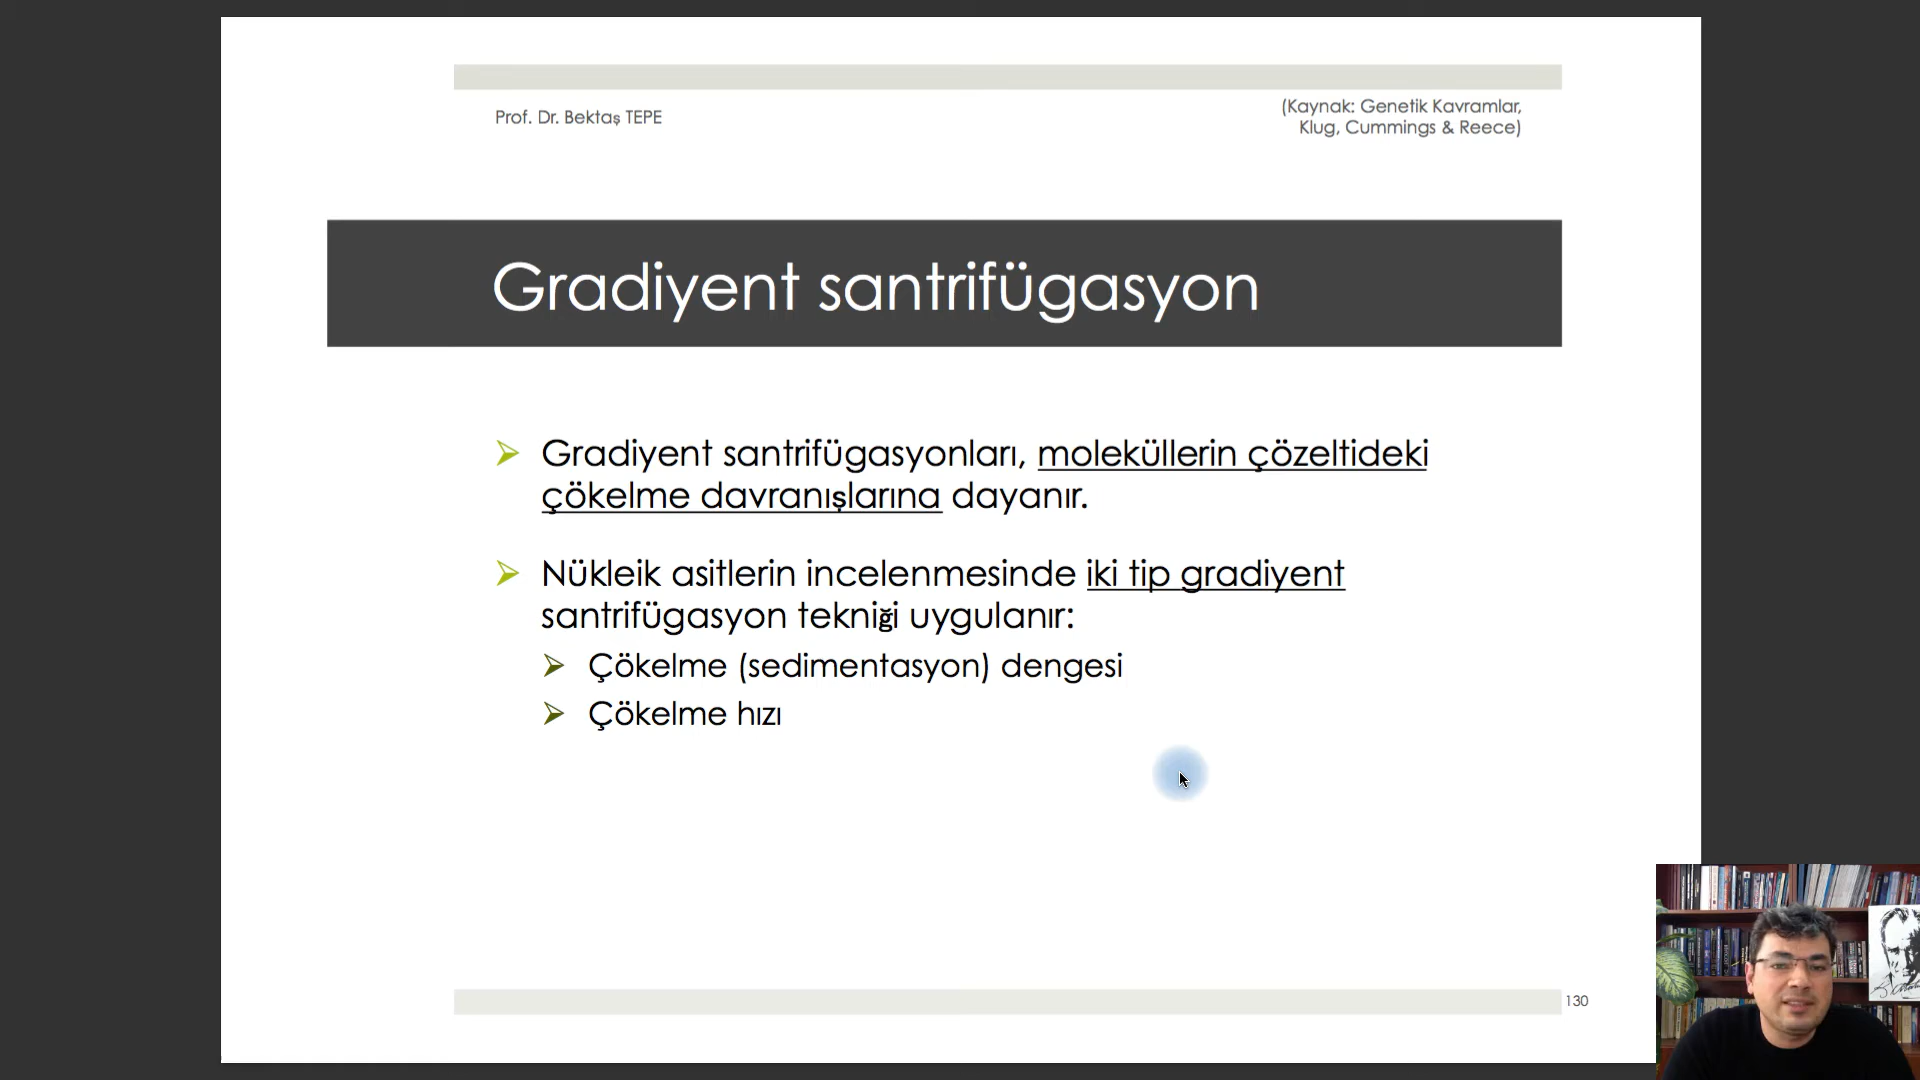 Prof. Dr. Bektaş TEPE
(Kaynak: Genetik Kavramlar,
Klug, Cummings & Reece)
Gradiyent santrifügasyon
Gradiyent santrifügasyonları, moleküllerin çözeltideki
çökelme davranışlarına dayanır.
Nükleik asitlerin incelenmesinde iki tip gradiyent
santrifügasyon tekniği uygulanır:
Çökelme (sedimentasyon) dengesi
Çökelme hızı
130